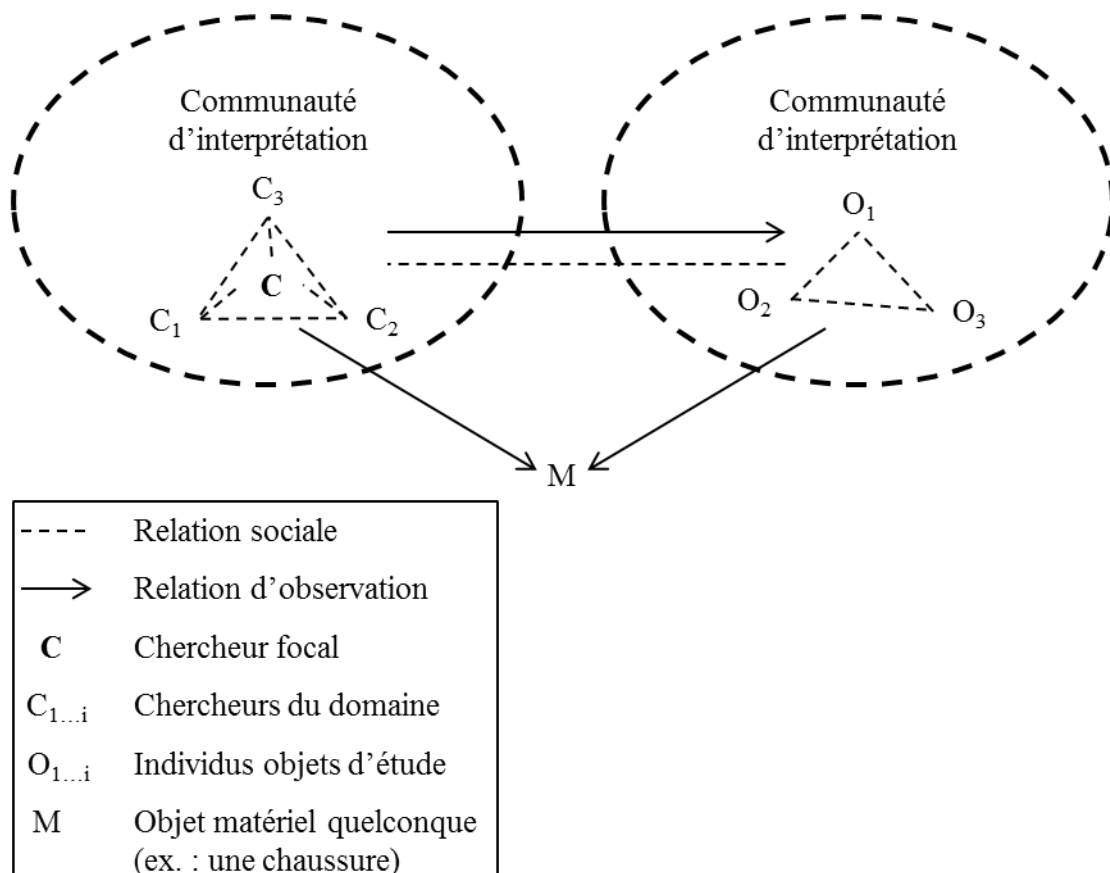 Communauté
d’interprétation
C3
C
C1
C2
Communauté
d’interprétation
O1
O2
O3
M
Relation sociale
Relation d’observation
C Chercheur focal
C1…i Chercheurs du domaine
O1…i Individus objets d’étude
M Objet matériel quelconque
(ex. : une chaussure)